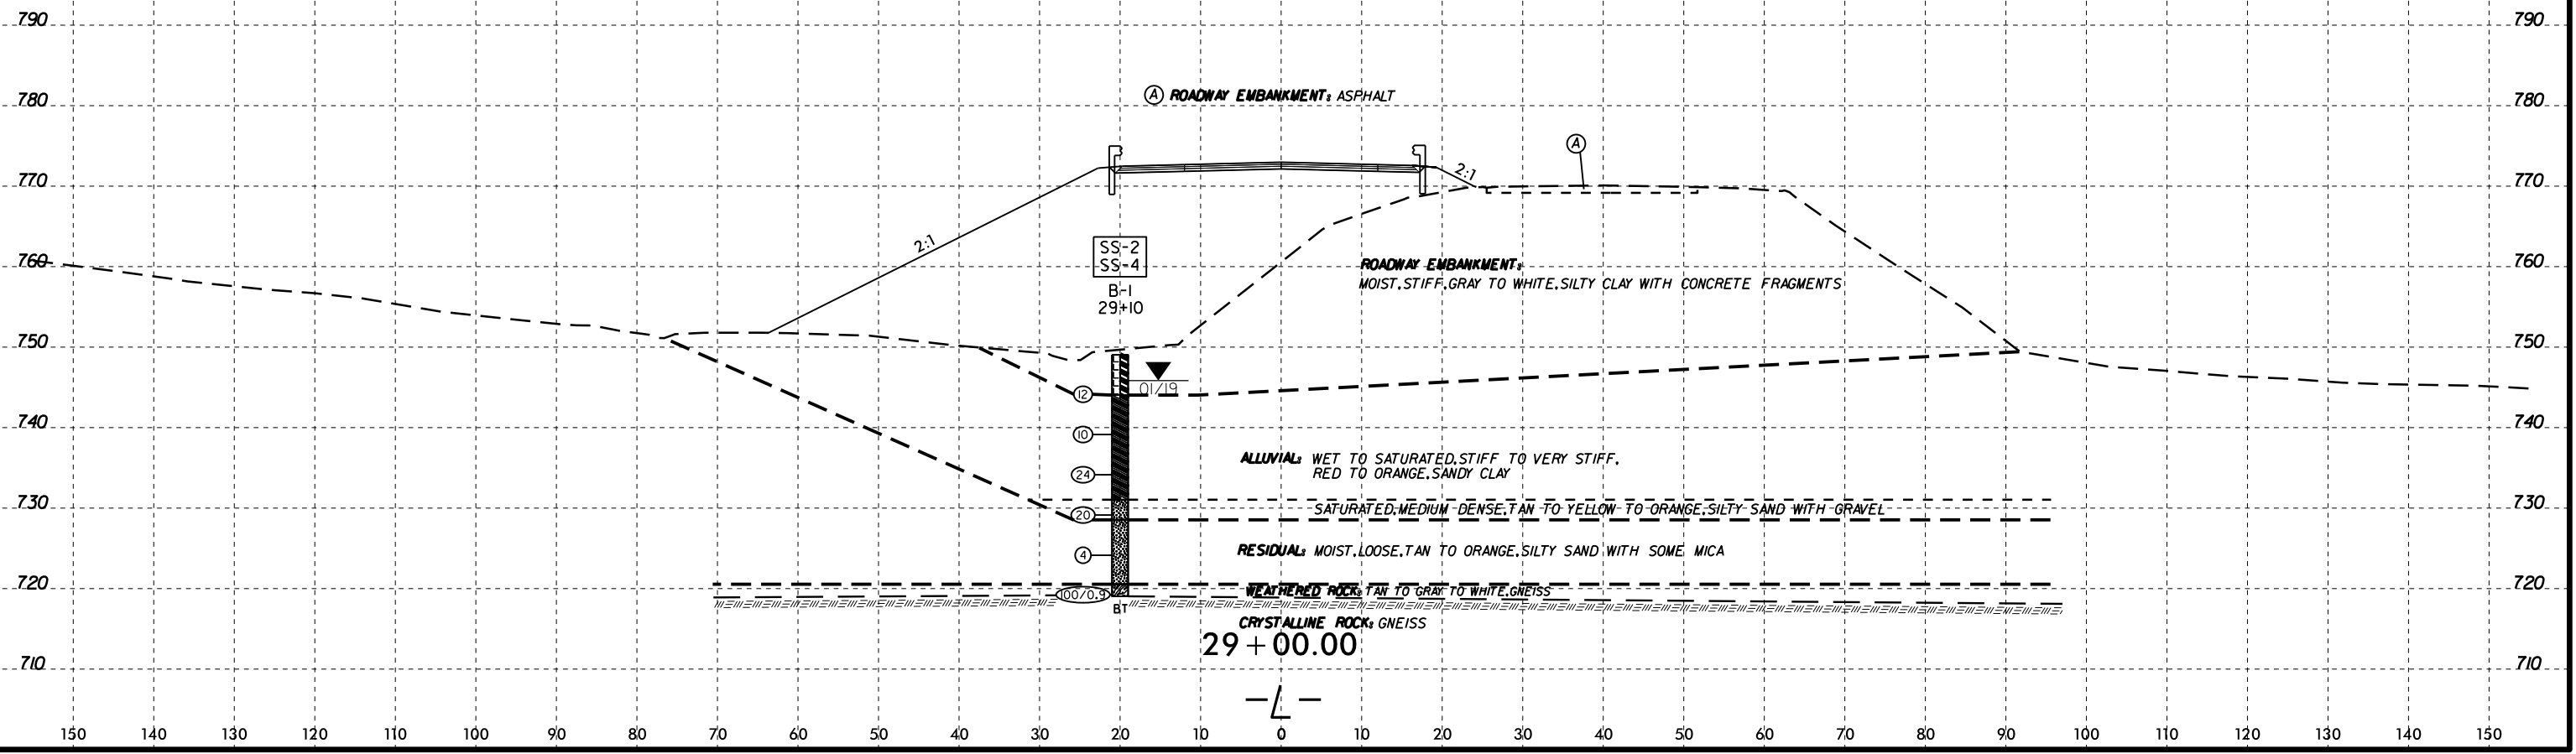 790 790
Ⓐ ROADWAY EMBANKMENT: ASPHALT
780 780
A
770 770
2:1
2:1
SS-2
SS-4
760 760
ROADWAY EMBANKMENT:
MOIST, STIFF, GRAY TO WHITE, SILTY CLAY WITH CONCRETE FRAGMENTS
B-1
29+10
750 750
01/19
12
740 740
10
ALLUVIAL: WET TO SATURATED, STIFF TO VERY STIFF,
RED TO ORANGE, SANDY CLAY
24
730 730
SATURATED, MEDIUM DENSE, TAN TO YELLOW TO ORANGE, SILTY SAND WITH GRAVEL
20
RESIDUAL: MOIST, LOOSE, TAN TO ORANGE, SILTY SAND WITH SOME MICA
4
720 720
WEATHERED ROCK: TAN TO GRAY TO WHITE, GNEISS
100/0.9
BT
CRYSTALLINE ROCK: GNEISS
29+00.00
710 710
-L-
150 140 130 120 110 100 90 80 70 60 50 40 30 20 10 0 10 20 30 40 50 60 70 80 90 100 110 120 130 140 150